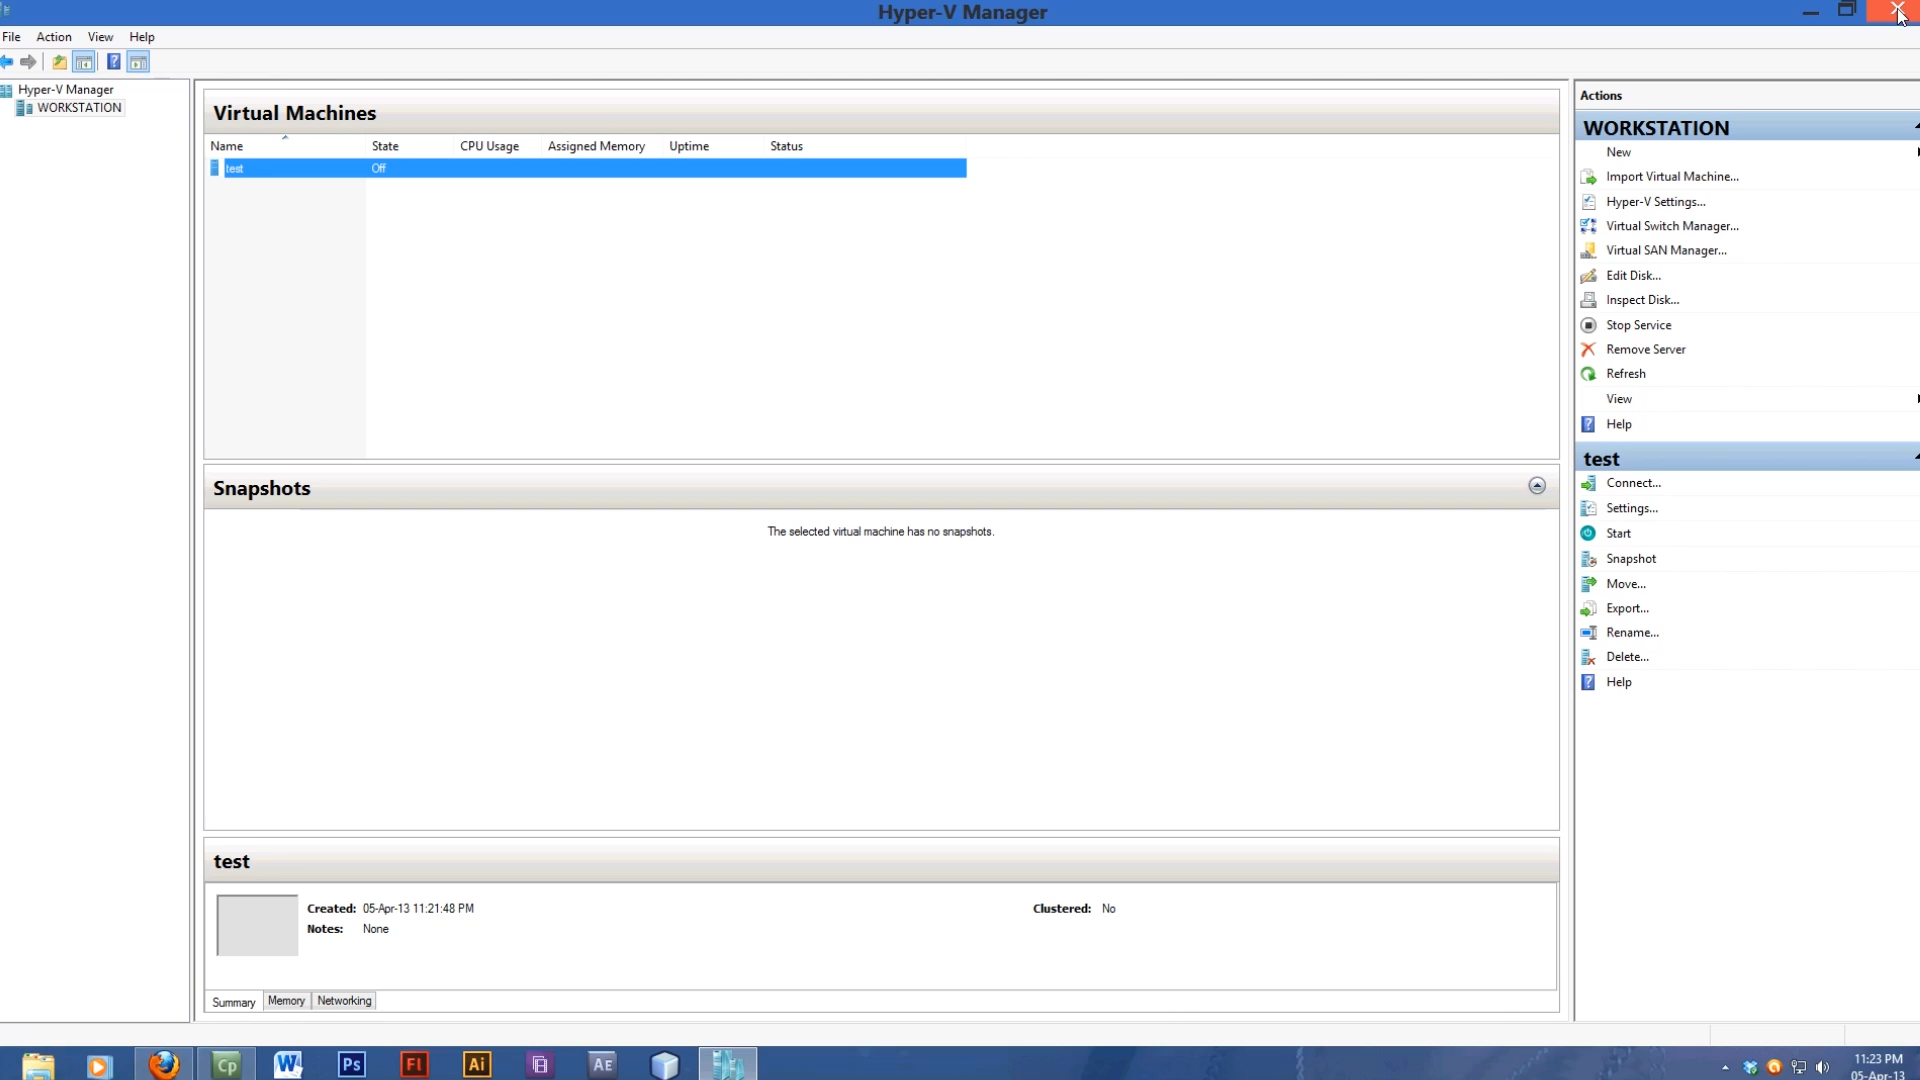 Hyper-V Manager
File Action View Help
Hyper-V Manager
WORKSTATION
Virtual Machines
Name State CPU Usage Assigned Memory Uptime Status
test Off
Snapshots
The selected virtual machine has no snapshots.
test
Created: 05-Apr-13 11:21:48 PM
Clustered: No
Notes: None
Summary Memory Networking
Actions
WORKSTATION
New
Import Virtual Machine...
Hyper-V Settings...
Virtual Switch Manager...
Virtual SAN Manager...
Edit Disk...
Inspect Disk...
Stop Service
Remove Server
Refresh
View
Help
test
Connect...
Settings...
Start
Snapshot
Move...
Export...
Rename...
Delete...
Help
Cp W Ps Fl Ai AE
11:23 PM
05-Apr-13